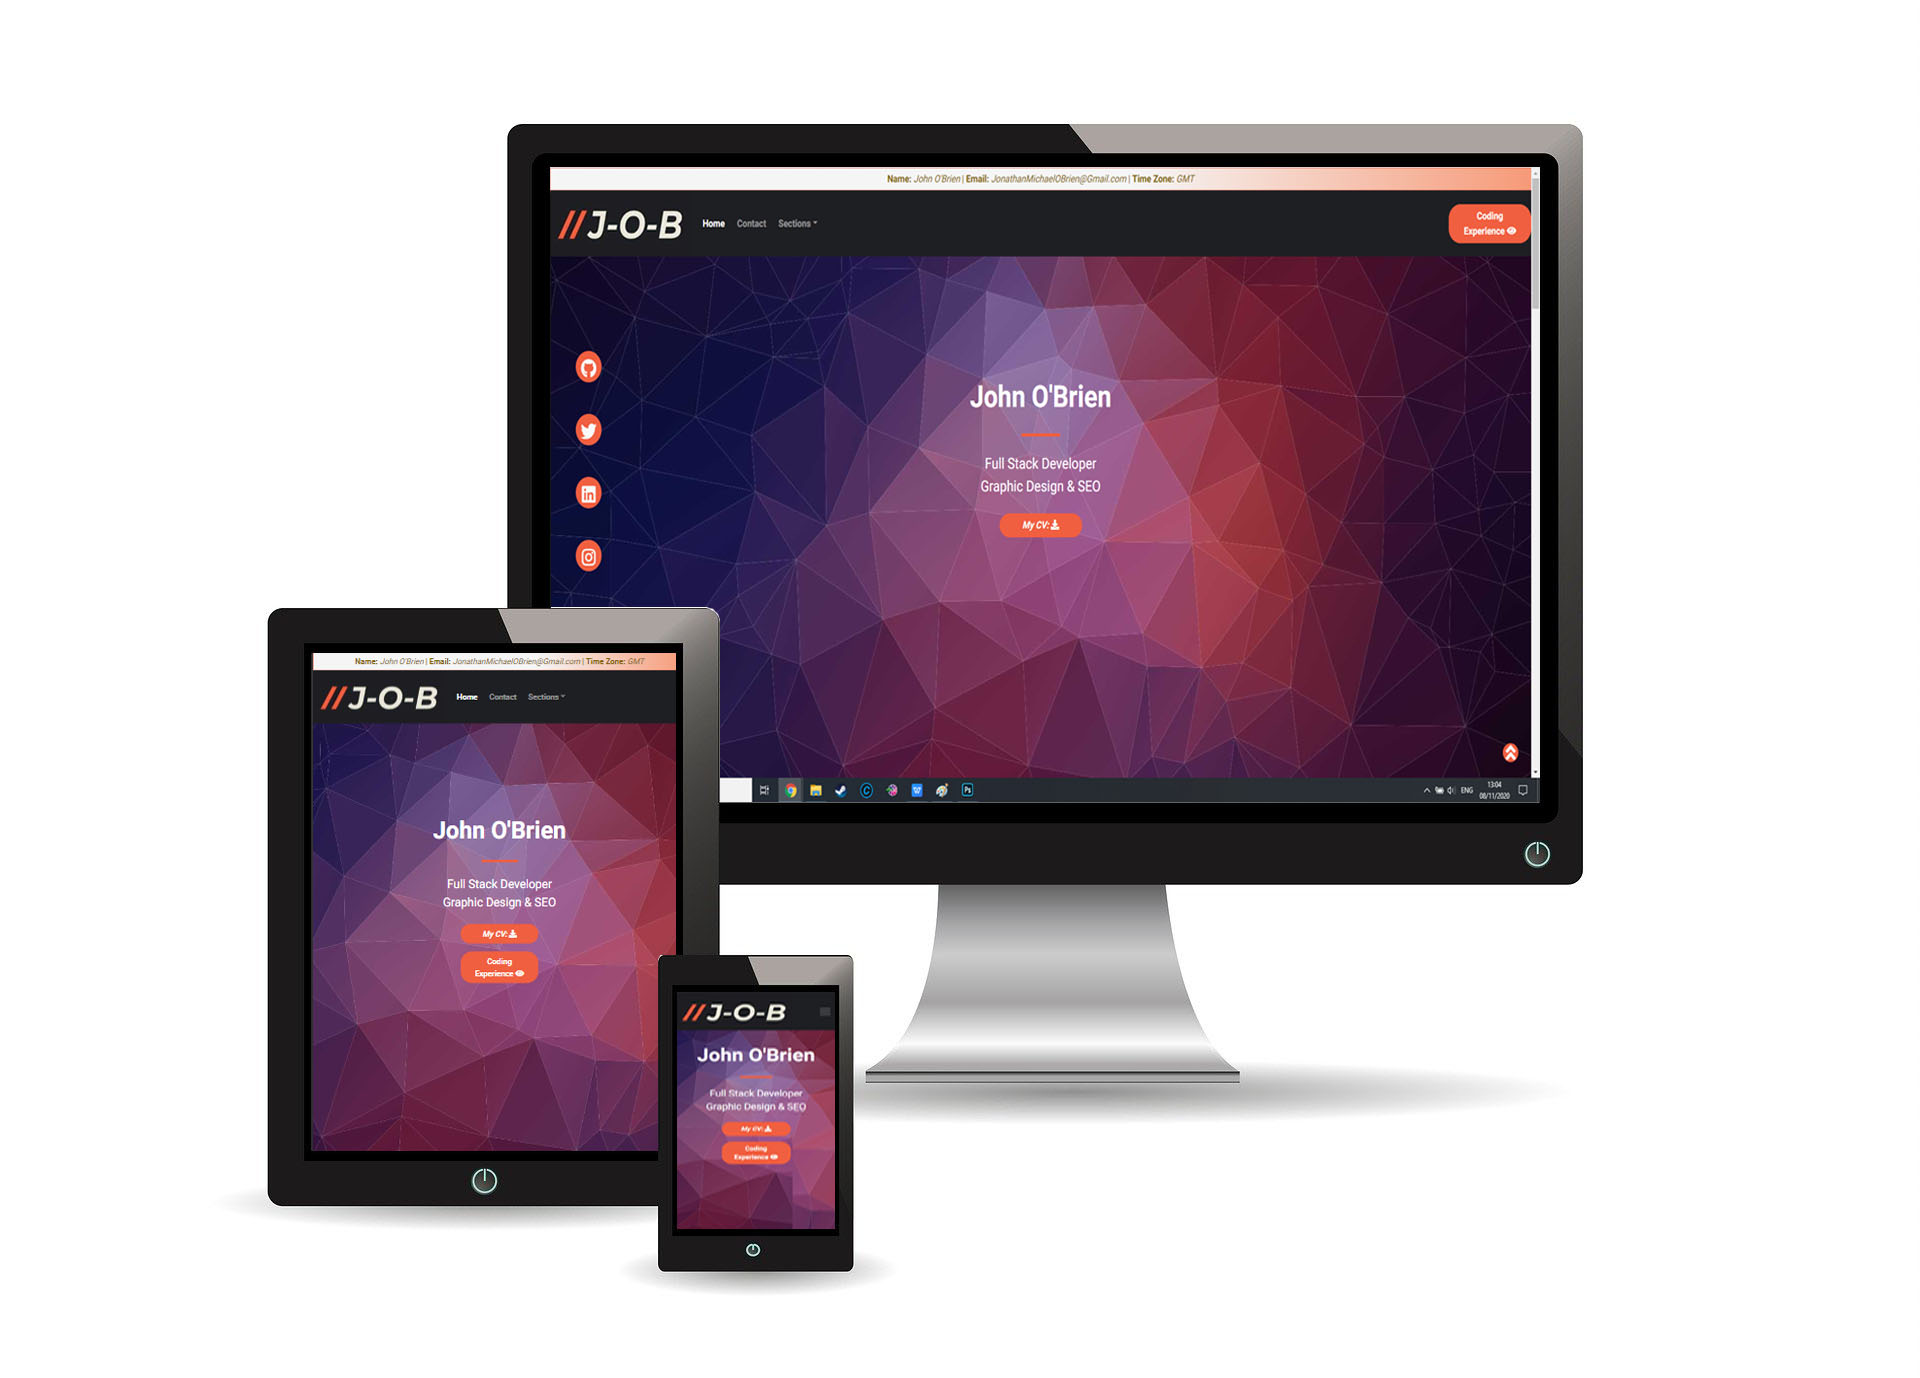 Name: John O'Brien | Email: JonathanMichaelOBrien@Gmail.com | Time Zone: GMT
//J-O-B Home Contact Sections
Coding
Experience
John O'Brien
Full Stack Developer
Graphic Design & SEO
My CV:
ENG
13:04
08/11/2020
Name: John O'Brien | Email: JonathanMichaelOBrien@Gmail.com | Time Zone: GMT
//J-O-B Home Contact Sections
John O'Brien
Full Stack Developer
Graphic Design & SEO
My CV:
Coding
Experience
//J-O-B
John O'Brien
Full Stack Developer
Graphic Design & SEO
My CV:
Coding
Experience